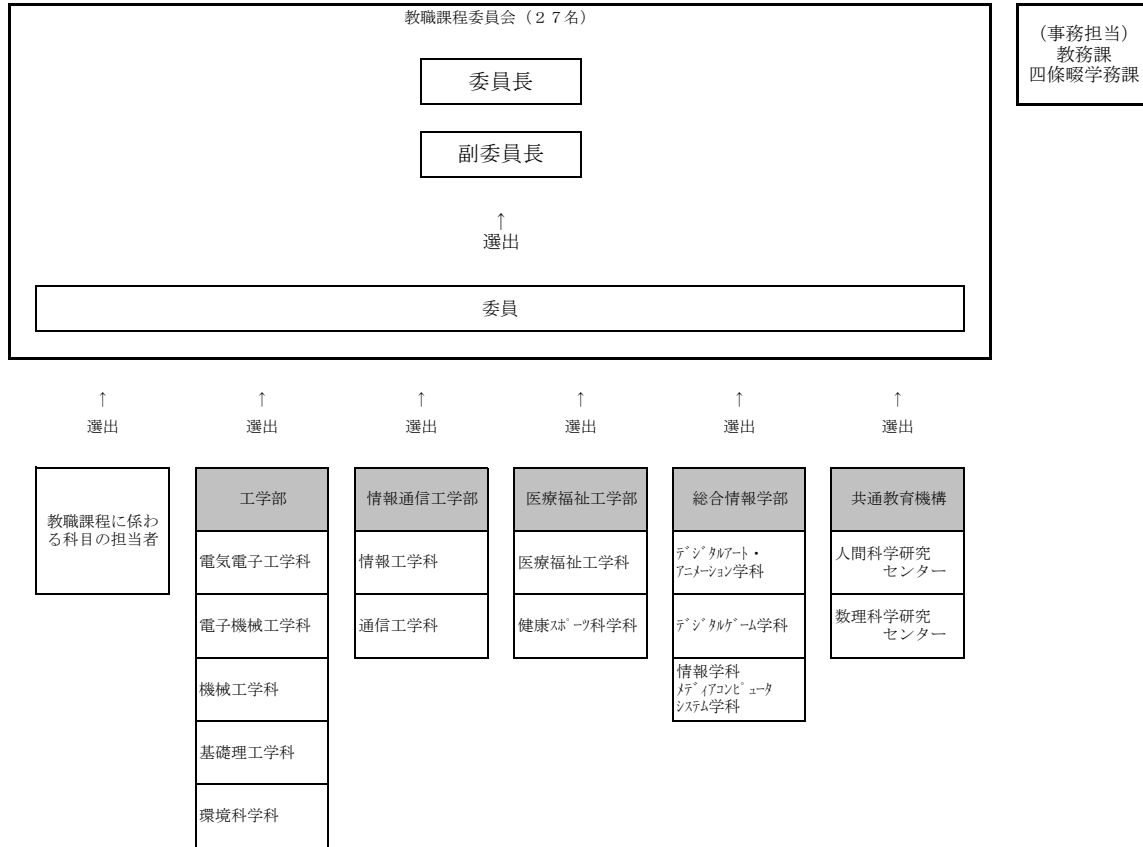 教職課程委員会（２７名）
（事務担当）
教務課
四條畷学務課
委員長
副委員長
↑
選出
委員
↑ ↑ ↑ ↑ ↑ ↑
選出 選出 選出 選出 選出 選出
教職課程に係わ
る科目の担当者
工学部
電気電子工学科
電子機械工学科
機械工学科
基礎理工学科
環境科学科
情報通信工学部
情報工学科
通信工学科
医療福祉工学部
医療福祉工学科
健康ｽﾎﾟｰﾂ科学科
総合情報学部
ﾃﾞｼﾞﾀﾙｱｰﾄ・
ｱﾆﾒｰｼｮﾝ学科
ﾃﾞｼﾞﾀﾙｹﾞｰﾑ学科
情報学科
ﾒﾃﾞｨｱｺﾝﾋﾟｭｰﾀ
ｼｽﾃﾑ学科
共通教育機構
人間科学研究
センター
数理科学研究
センター